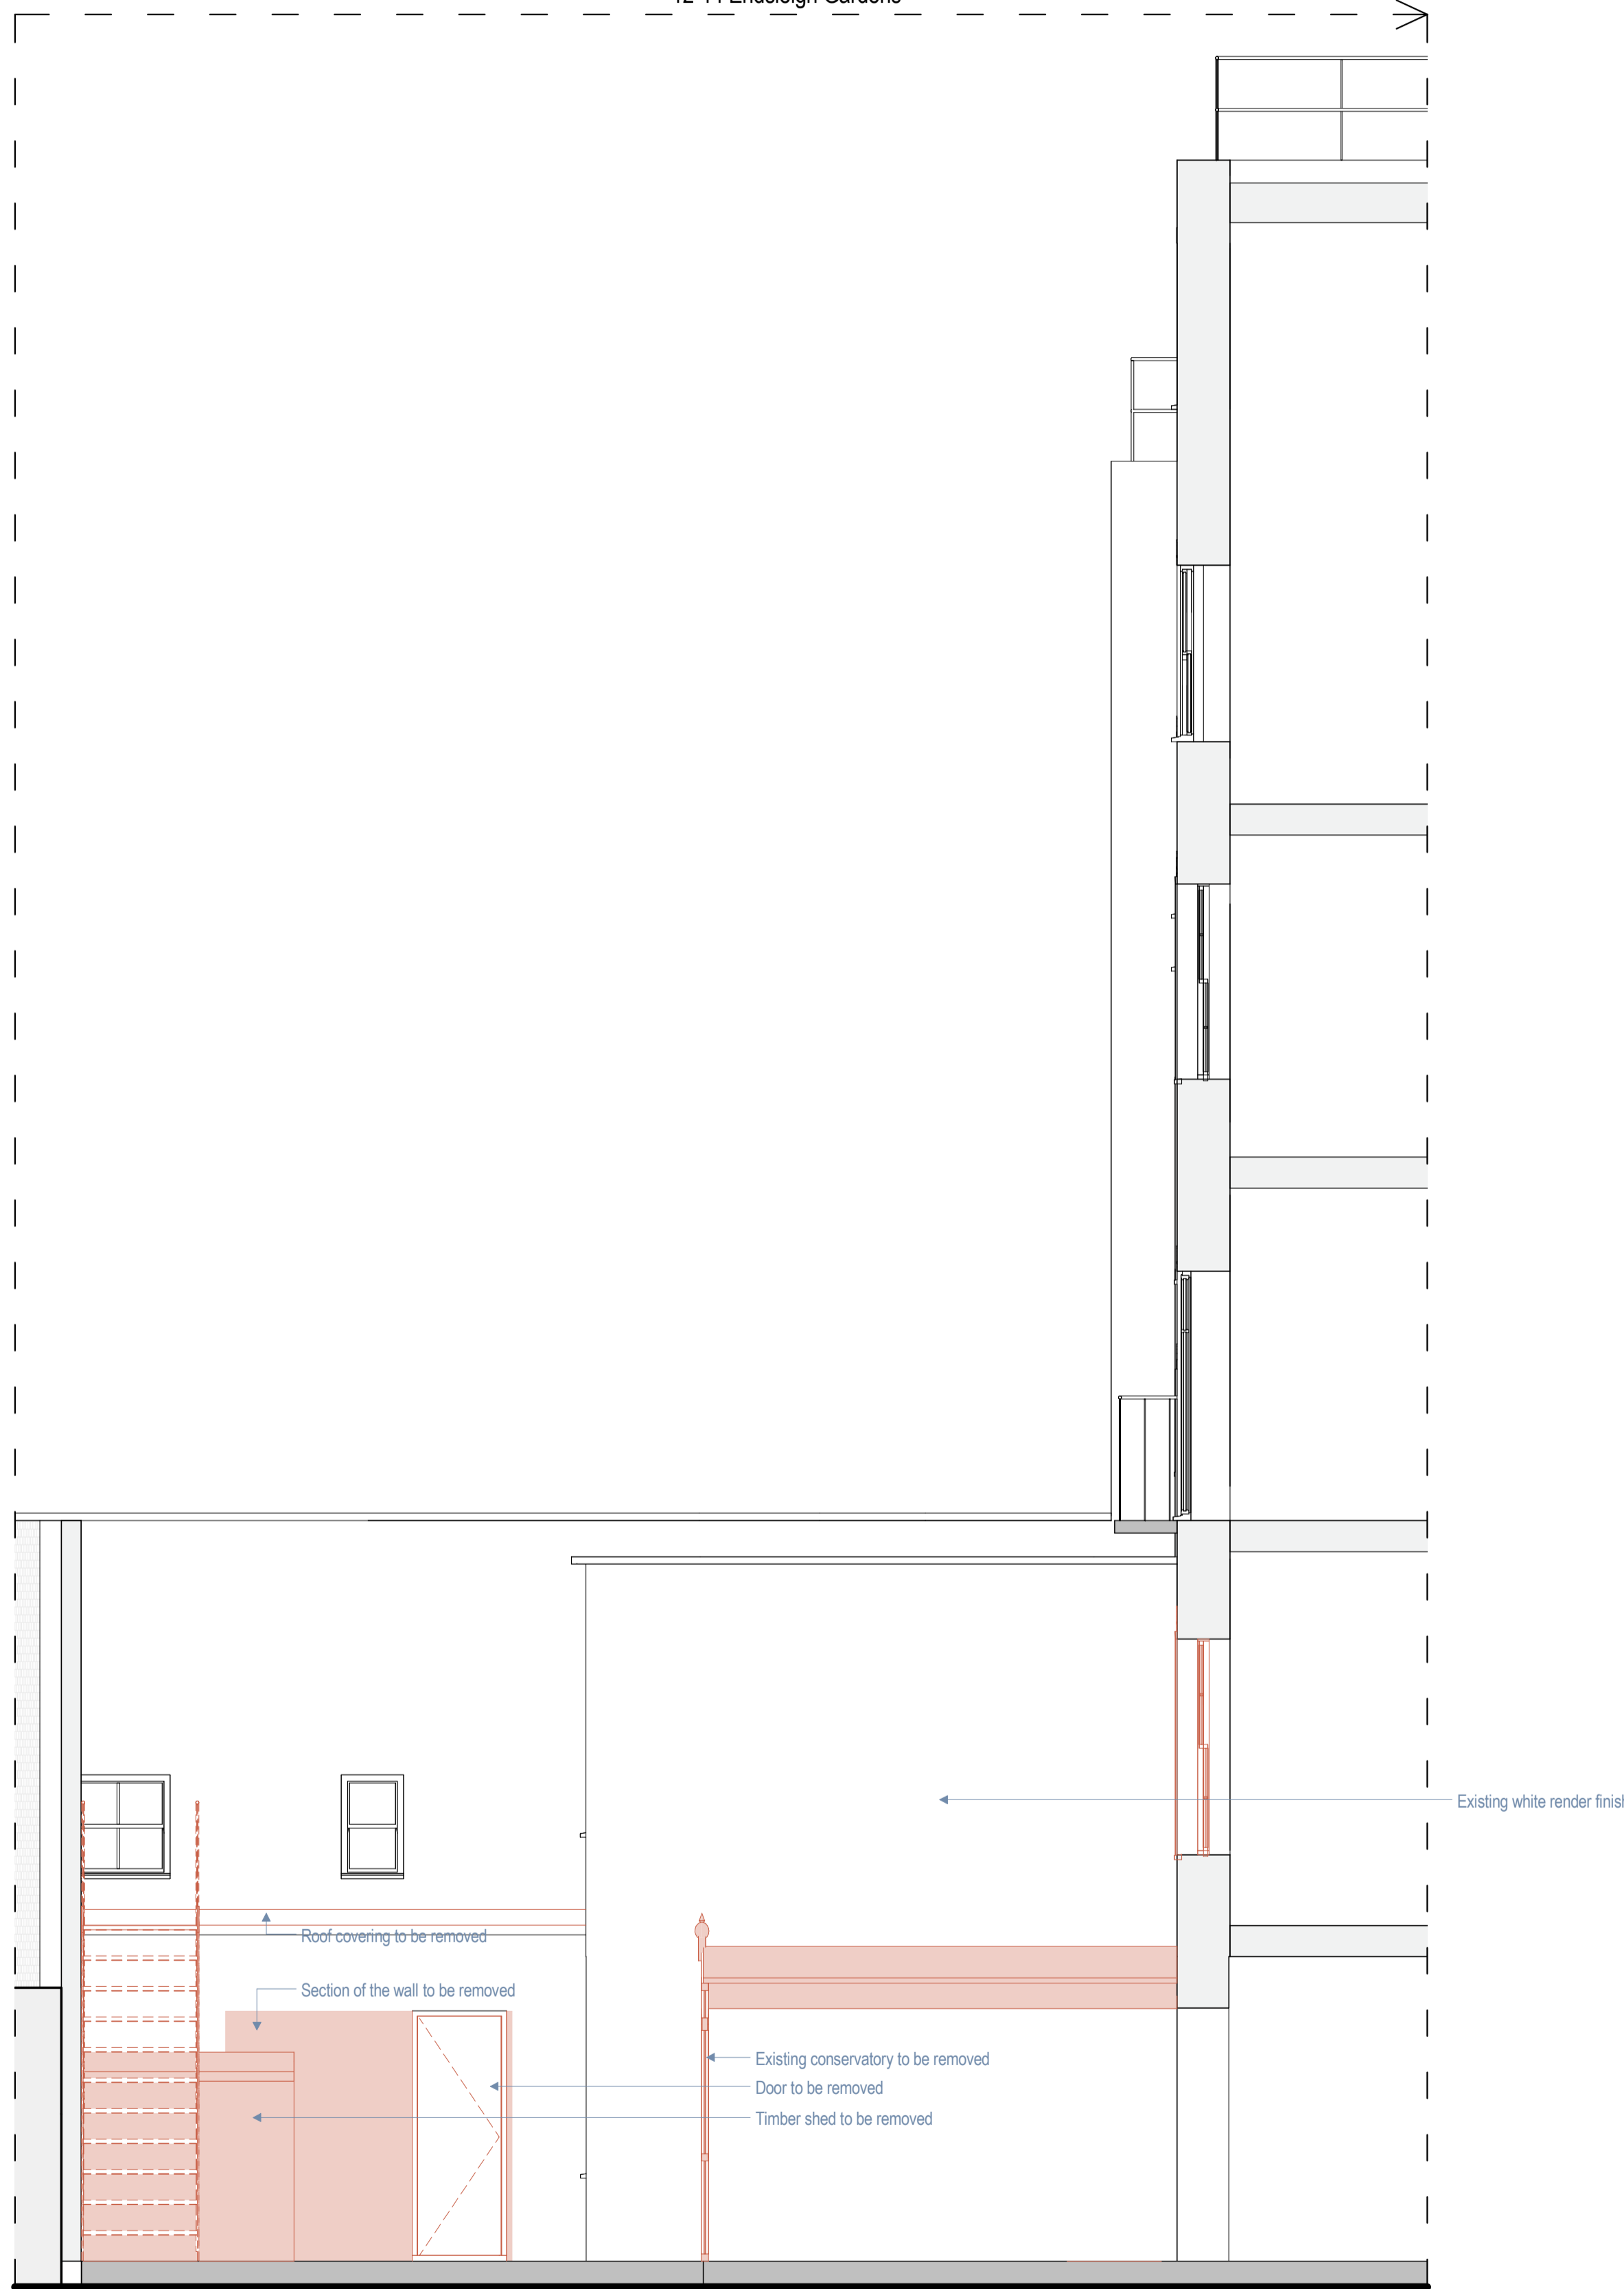 Existing white render finish
Roof covering to be removed
Section of the wall to be removed
Existing conservatory to be removed
Door to be removed
Timber shed to be removed